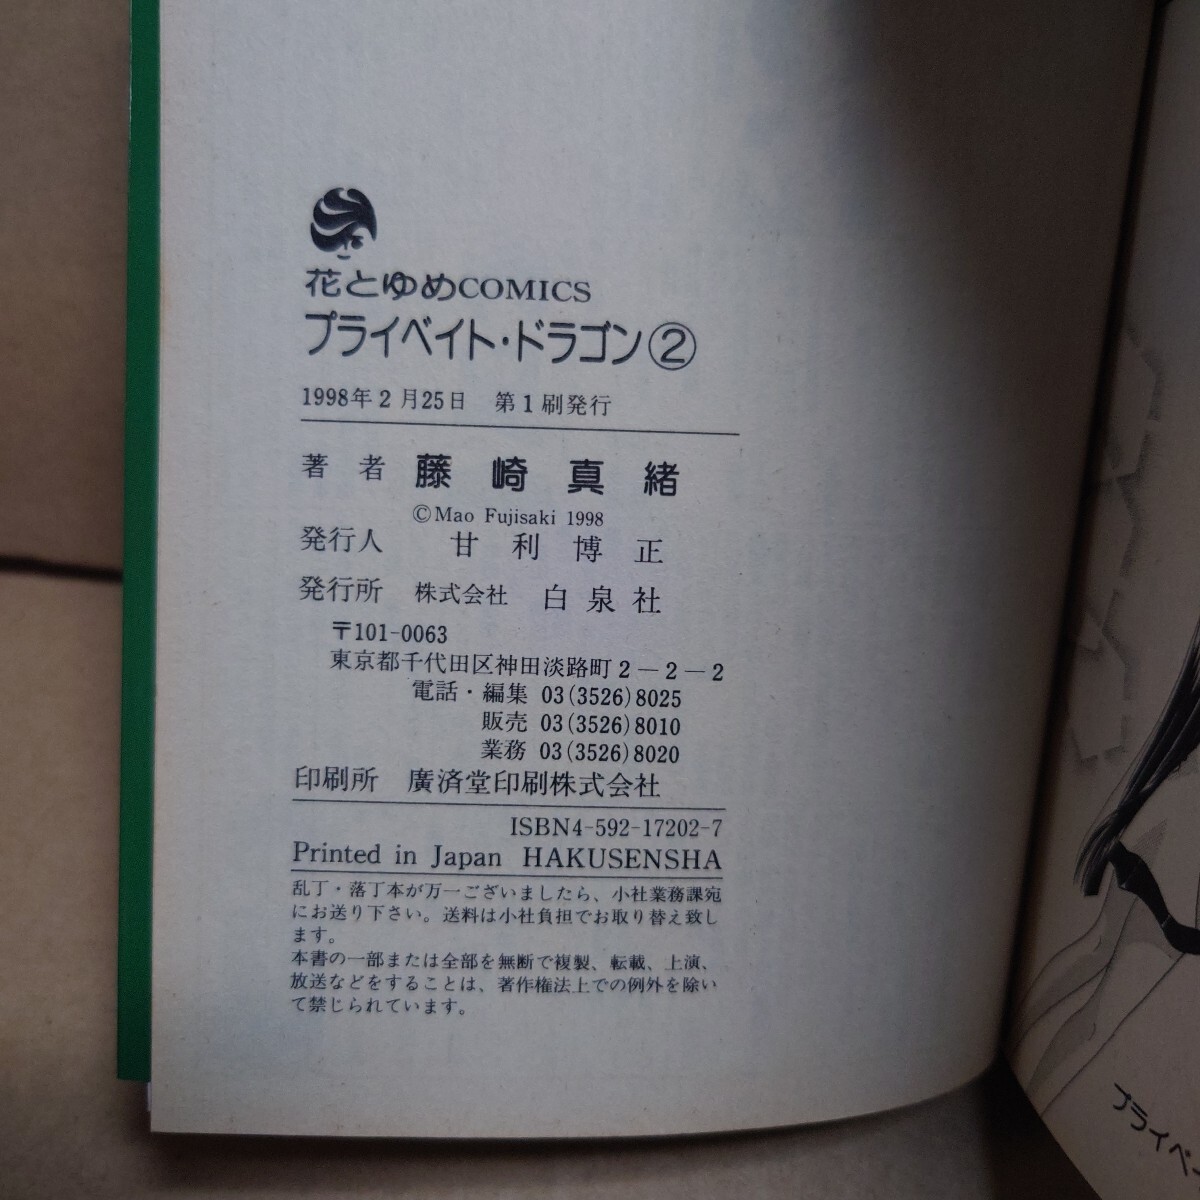 花とゆめCOMICS
プライベイト・ドラゴン②
1998年2月25日　第1刷発行
著者　藤崎真緒
©Mao Fujisaki 1998
発行人　甘利博正
発行所　株式会社　白泉社
〒101-0063
東京都千代田区神田淡路町2－2－2
電話・編集 03(3526)8025
販売 03(3526)8010
業務 03(3526)8020
印刷所　廣済堂印刷株式会社
ISBN4-592-17202-7
Printed in Japan HAKUSENSHA
乱丁・落丁本が万一ございましたら、小社業務課宛
にお送り下さい。送料は小社負担でお取り替え致し
ます。
本書の一部または全部を無断で複製、転載、上演、
放送などをすることは、著作権法上での例外を除い
て禁じられています。
プライベー